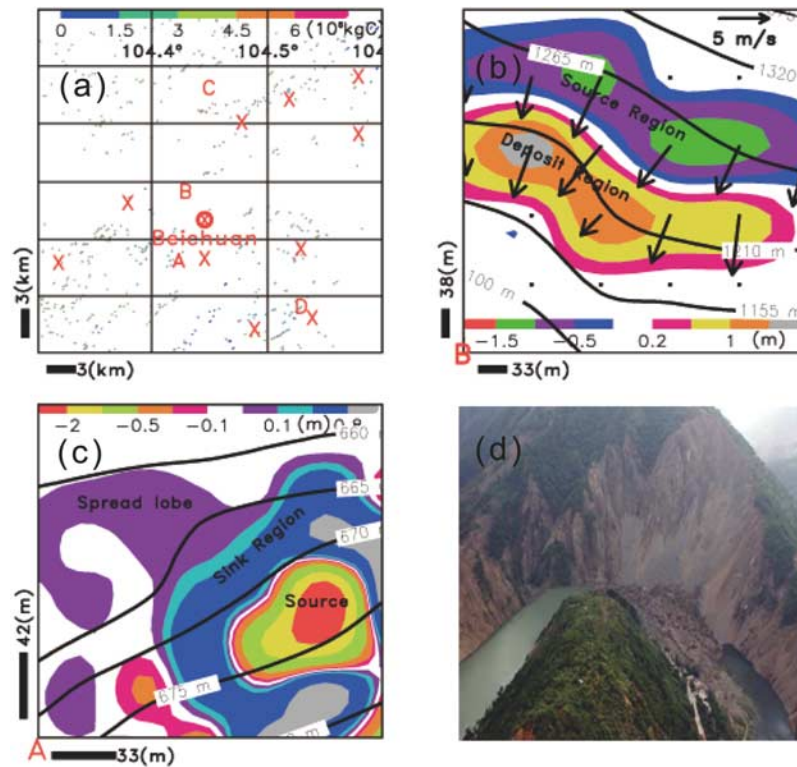 0 1.5 3 4.5 6 (10⁸kgC)
104.4° 104.5°
(a)
C
X X X X
B
X
Beichuan
A X X X
D
X X
3(km)
3(km)
(b)
5 m/s
1265 m
1320
Source Region
Deposit Region
1210 m
100 m
1155 m
-1.5 -0.5 0.2 1 (m)
38(m)
B
33(m)
(c)
-2 -0.5 -0.1 0.1 (m)
660
Spread lobe
665
670
Sink Region
Source
675 m
42(m)
A
33(m)
(d)